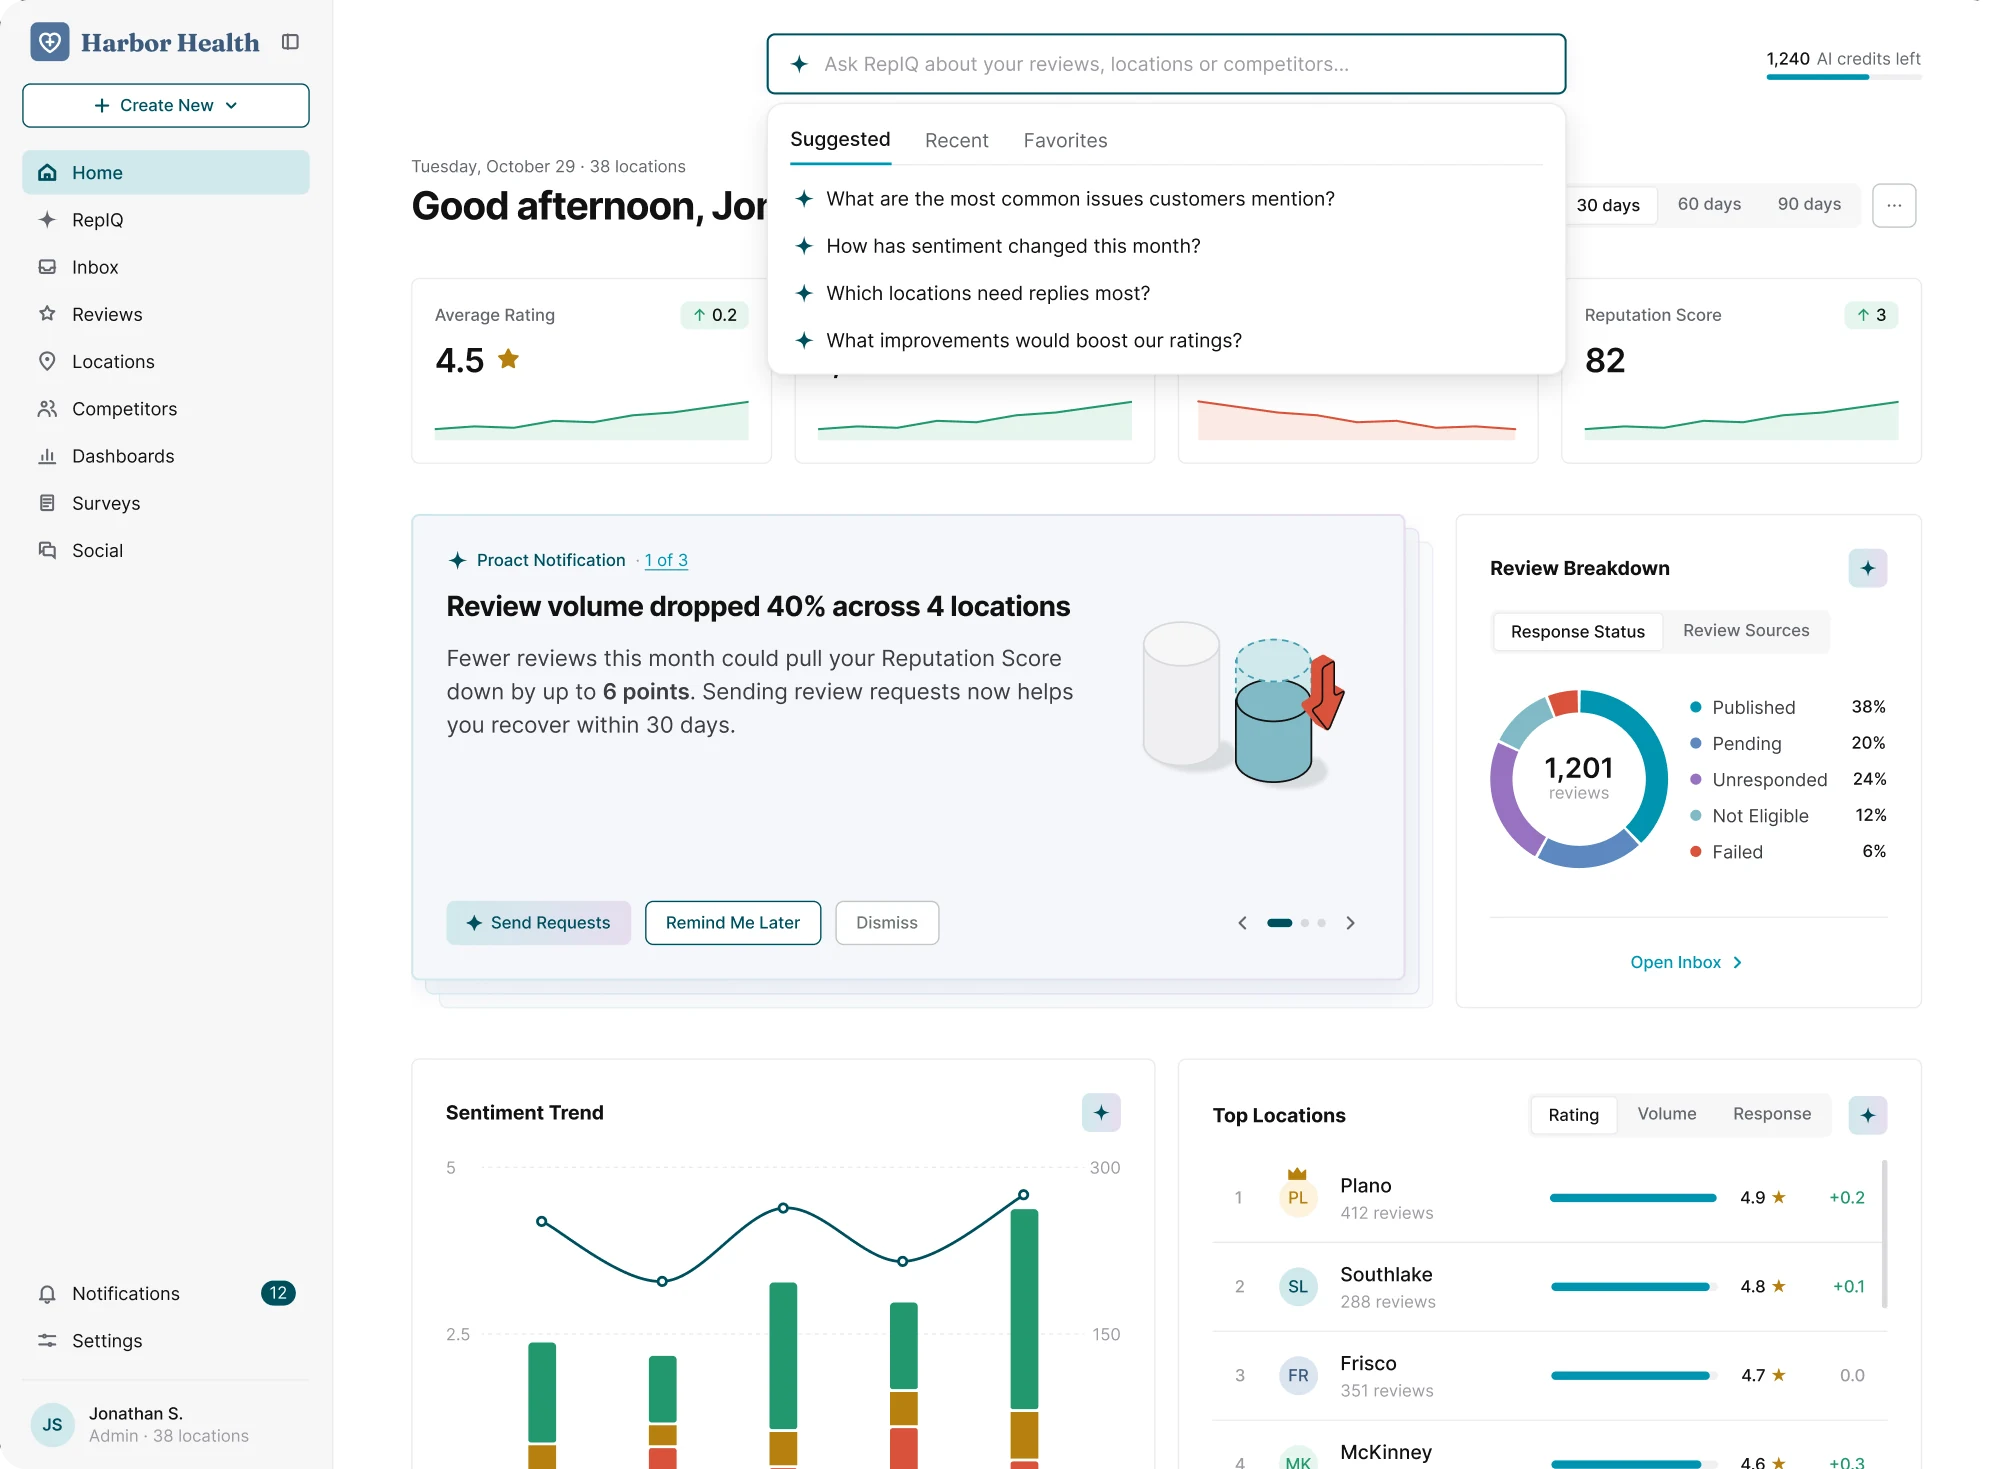 Harbor Health
Create New
Home
RepIQ
Inbox
Reviews
Locations
Competitors
Dashboards
Surveys
Social
Notifications 12
Settings
JS
Jonathan S.
Admin · 38 locations
Ask RepIQ about your reviews, locations or competitors...
1,240 AI credits left
Suggested Recent Favorites
What are the most common issues customers mention?
How has sentiment changed this month?
Which locations need replies most?
What improvements would boost our ratings?
Tuesday, October 29 · 38 locations
Good afternoon, Jon
30 days 60 days 90 days
Average Rating
↑ 0.2
4.5
Reputation Score
↑ 3
82
Proact Notification · 1 of 3
Review volume dropped 40% across 4 locations
Fewer reviews this month could pull your Reputation Score
down by up to 6 points. Sending review requests now helps
you recover within 30 days.
Send Requests
Remind Me Later
Dismiss
Review Breakdown
Response Status Review Sources
1,201
reviews
Published 38%
Pending 20%
Unresponded 24%
Not Eligible 12%
Failed 6%
Open Inbox
Sentiment Trend
5 300
2.5 150
Top Locations
Rating Volume Response
1 PL Plano 4.9 +0.2
412 reviews
2 SL Southlake 4.8 +0.1
288 reviews
3 FR Frisco 4.7 0.0
351 reviews
4 MK McKinney 4.6 +0.3